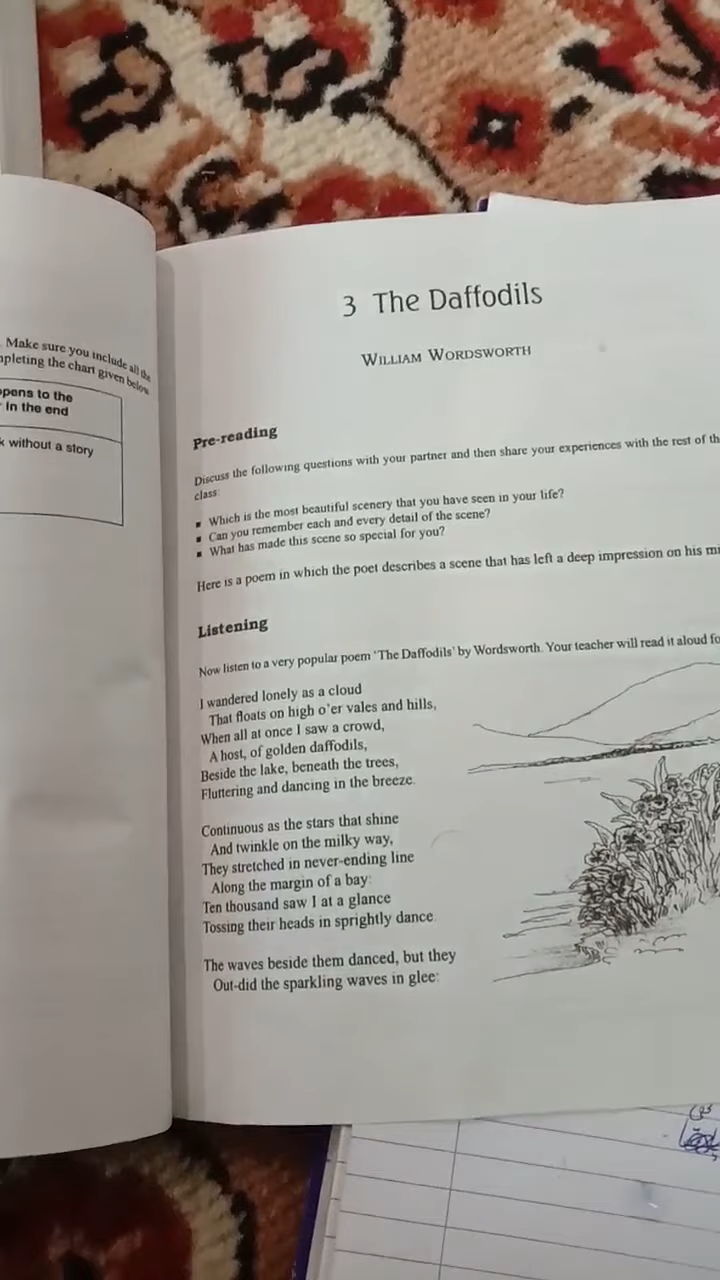 Make sure you include all the
pleting the chart given below
pens to the
in the end
without a story
3 The Daffodils
WILLIAM WORDSWORTH
Pre-reading
Discuss the following questions with your partner and then share your experiences with the rest of th
class:
▪ Which is the most beautiful scenery that you have seen in your life?
▪ Can you remember each and every detail of the scene?
▪ What has made this scene so special for you?
Here is a poem in which the poet describes a scene that has left a deep impression on his mi
Listening
Now listen to a very popular poem 'The Daffodils' by Wordsworth. Your teacher will read it aloud fo
I wandered lonely as a cloud
That floats on high o'er vales and hills,
When all at once I saw a crowd,
A host, of golden daffodils,
Beside the lake, beneath the trees,
Fluttering and dancing in the breeze.
Continuous as the stars that shine
And twinkle on the milky way,
They stretched in never-ending line
Along the margin of a bay:
Ten thousand saw I at a glance
Tossing their heads in sprightly dance.
The waves beside them danced, but they
Out-did the sparkling waves in glee: